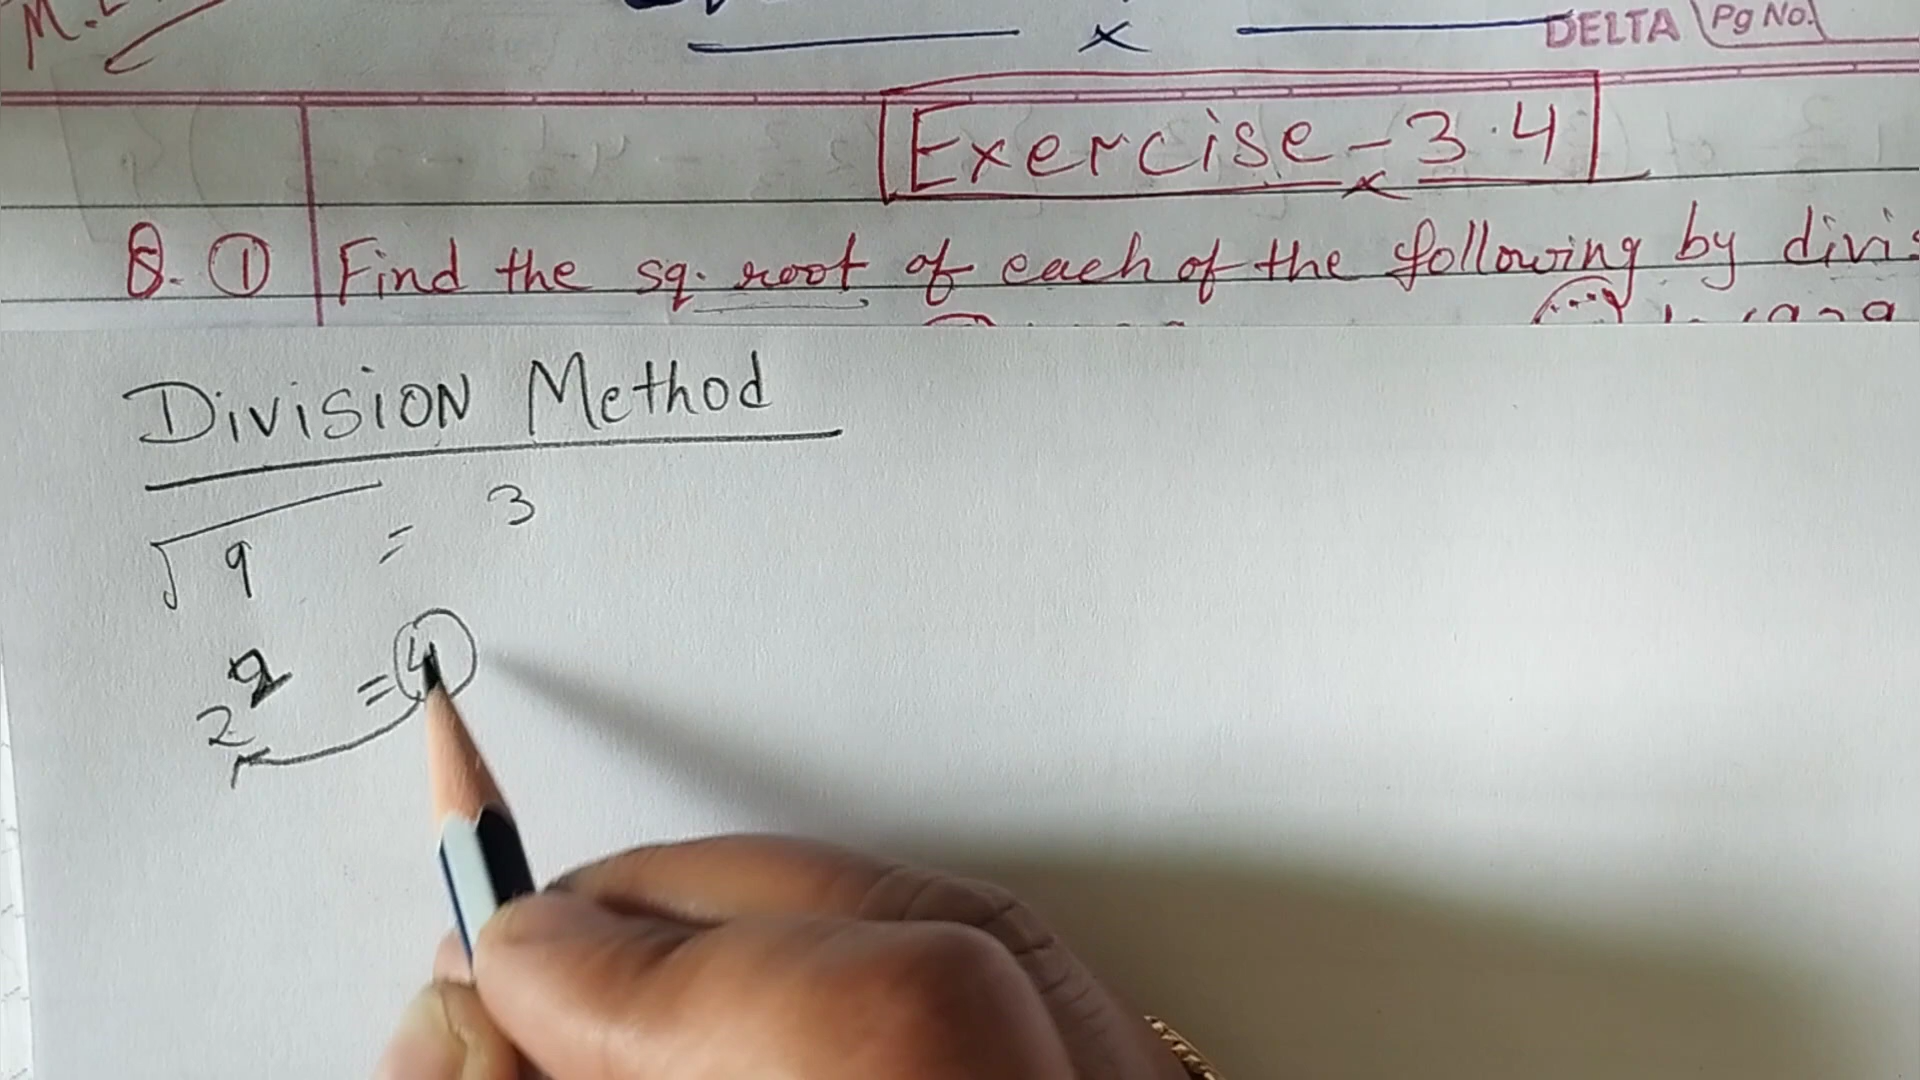 DELTA Pg No.
x
Exercise - 3.4
x
Q. ① Find the sq. root of each of the following by divis
Division Method
√9 = 3
2² = 4